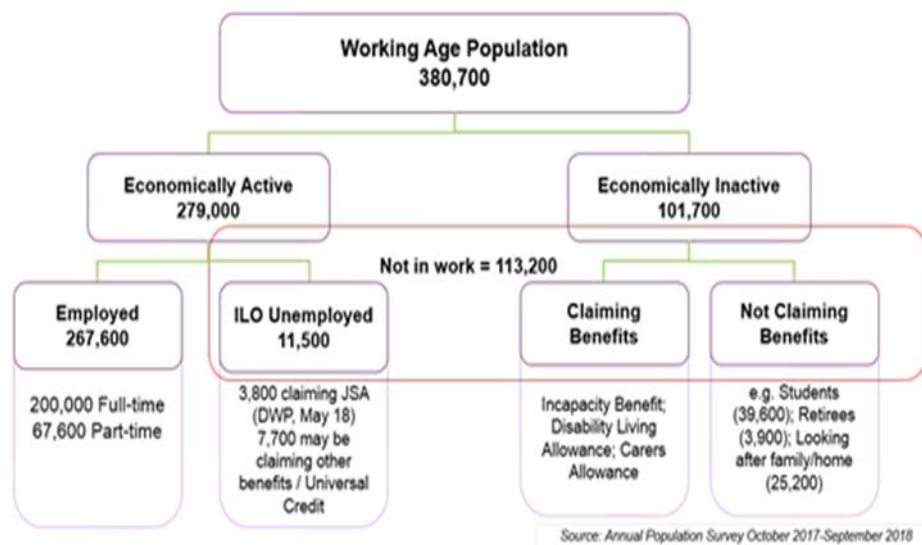 Working Age Population
380,700
Economically Active
279,000
Economically Inactive
101,700
Not in work = 113,200
Employed
267,600
ILO Unemployed
11,500
Claiming
Benefits
Not Claiming
Benefits
200,000 Full-time
67,600 Part-time
3,800 claiming JSA
(DWP, May 18)
7,700 may be
claiming other
benefits / Universal
Credit
Incapacity Benefit;
Disability Living
Allowance; Carers
Allowance
e.g. Students
(39,600); Retirees
(3,900); Looking
after family/home
(25,200)
Source: Annual Population Survey October 2017-September 2018